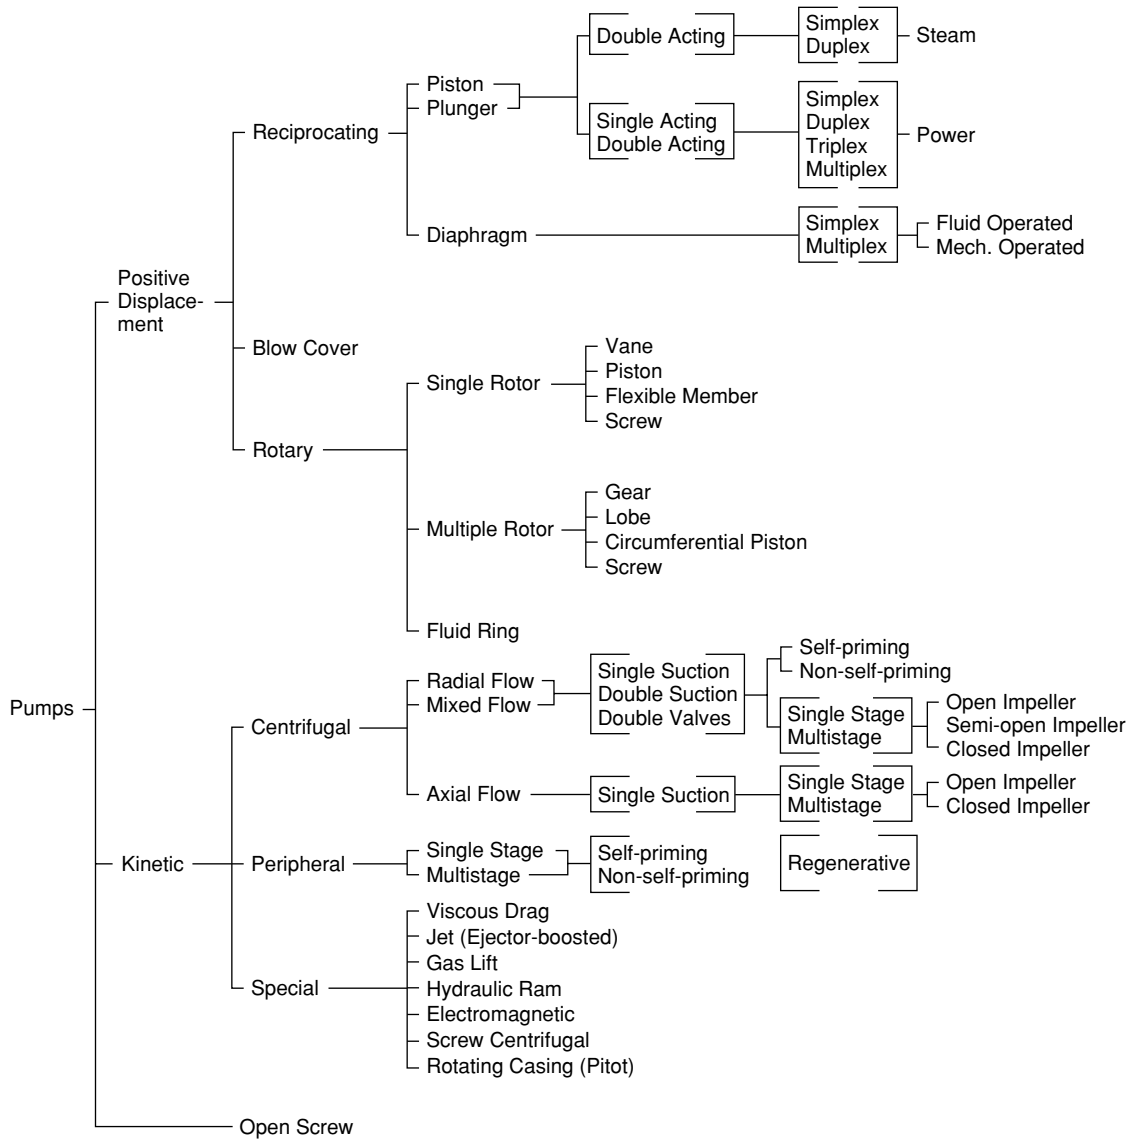 Double Acting
Simplex
Duplex
Steam
Piston
Plunger
Single Acting
Double Acting
Simplex
Duplex
Triplex
Multiplex
Power
Reciprocating
Diaphragm
Simplex
Multiplex
Fluid Operated
Mech. Operated
Positive
Displace-
ment
Blow Cover
Single Rotor
Vane
Piston
Flexible Member
Screw
Rotary
Multiple Rotor
Gear
Lobe
Circumferential Piston
Screw
Fluid Ring
Pumps
Centrifugal
Radial Flow
Mixed Flow
Single Suction
Double Suction
Double Valves
Self-priming
Non-self-priming
Single Stage
Multistage
Open Impeller
Semi-open Impeller
Closed Impeller
Axial Flow
Single Suction
Single Stage
Multistage
Open Impeller
Closed Impeller
Kinetic
Peripheral
Single Stage
Multistage
Self-priming
Non-self-priming
Regenerative
Special
Viscous Drag
Jet (Ejector-boosted)
Gas Lift
Hydraulic Ram
Electromagnetic
Screw Centrifugal
Rotating Casing (Pitot)
Open Screw